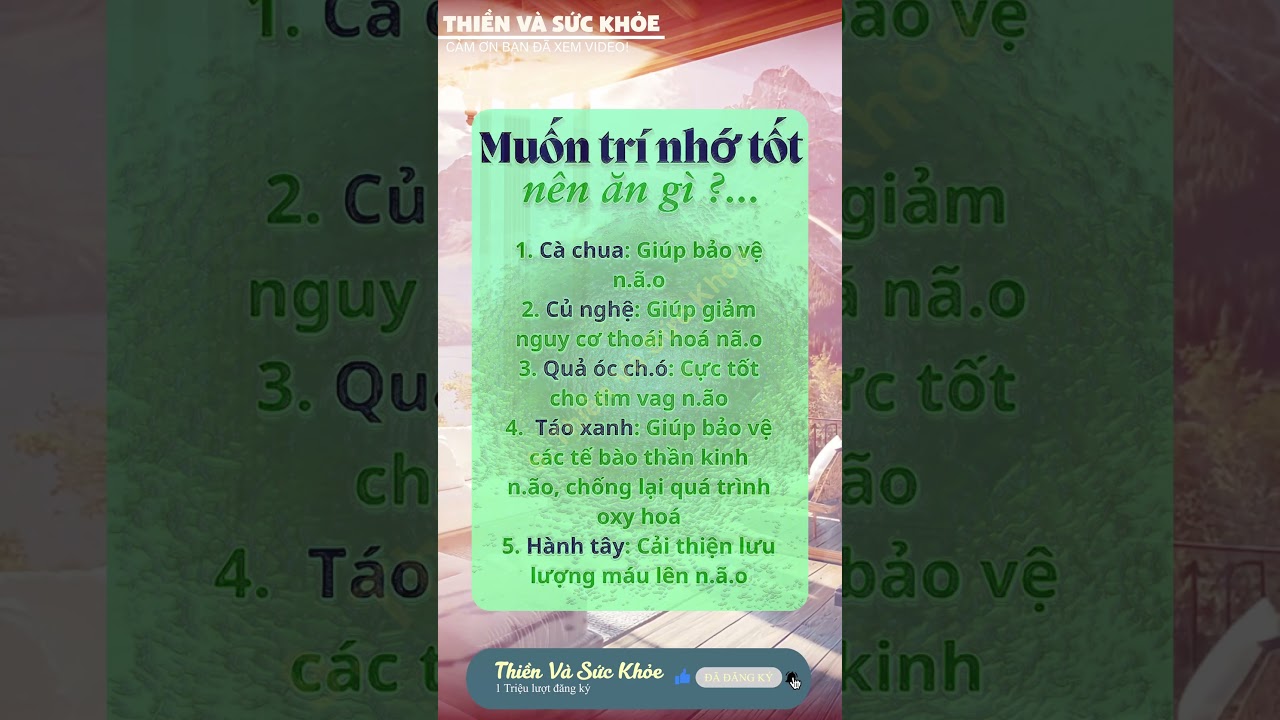 THIỀN VÀ SỨC KHỎE
CẢM ƠN BẠN ĐÃ XEM VIDEO!
Muốn trí nhớ tốt
nên ăn gì ?...
1. Cà chua: Giúp bảo vệ
n.ã.o
2. Củ nghệ: Giúp giảm
nguy cơ thoái hoá nã.o
3. Quả óc ch.ó: Cực tốt
cho tim vag n.ão
4. Táo xanh: Giúp bảo vệ
các tế bào thần kinh
n.ão, chống lại quá trình
oxy hoá
5. Hành tây: Cải thiện lưu
lượng máu lên n.ã.o
Thiền Và Sức Khỏe
1 Triệu lượt đăng ký
ĐÃ ĐĂNG KÝ